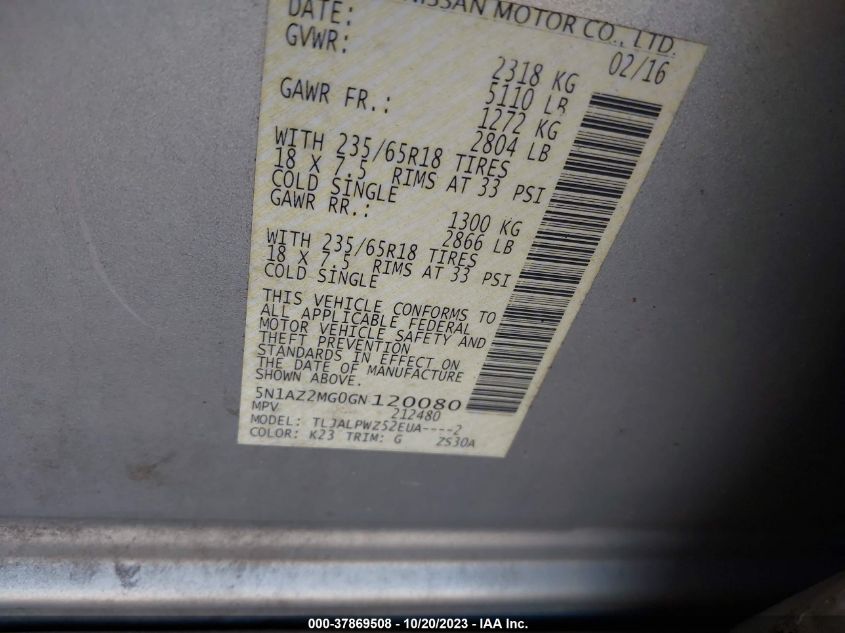 NISSAN MOTOR CO., LTD.
DATE: 02/16
GVWR: 2318 KG
5110 LB
GAWR FR.: 1272 KG
2804 LB
WITH 235/65R18 TIRES
18 X 7.5 RIMS AT 33 PSI
COLD SINGLE
GAWR RR.: 1300 KG
2866 LB
WITH 235/65R18 TIRES
18 X 7.5 RIMS AT 33 PSI
COLD SINGLE
THIS VEHICLE CONFORMS TO
ALL APPLICABLE FEDERAL
MOTOR VEHICLE SAFETY AND
THEFT PREVENTION
STANDARDS IN EFFECT ON
THE DATE OF MANUFACTURE
SHOWN ABOVE.
5N1AZ2MG0GN120080
MPV 212480
MODEL: TLJALPWZ52EUA----2
COLOR: K23 TRIM: G ZS30A
000-37869508 - 10/20/2023 - IAA Inc.